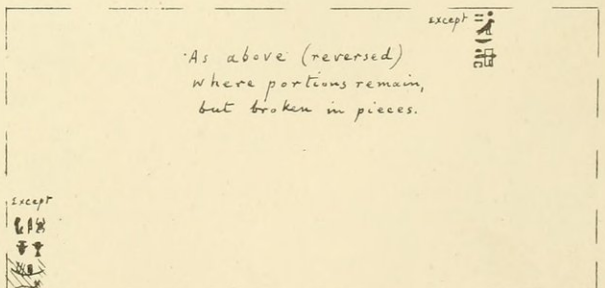 except
As above (reversed)
where portions remain,
but broken in pieces.
except